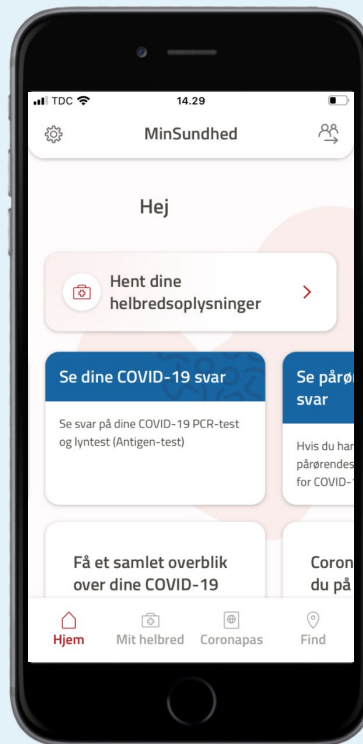 TDC 14.29
MinSundhed
Hej
Hent dine
helbredsoplysninger
Se dine COVID-19 svar
Se svar på dine COVID-19 PCR-test
og lyntest (Antigen-test)
Se pårø
svar
Hvis du har
pårørendes
for COVID-1
Få et samlet overblik
over dine COVID-19
Coron
du på
Hjem Mit helbred Coronapas Find